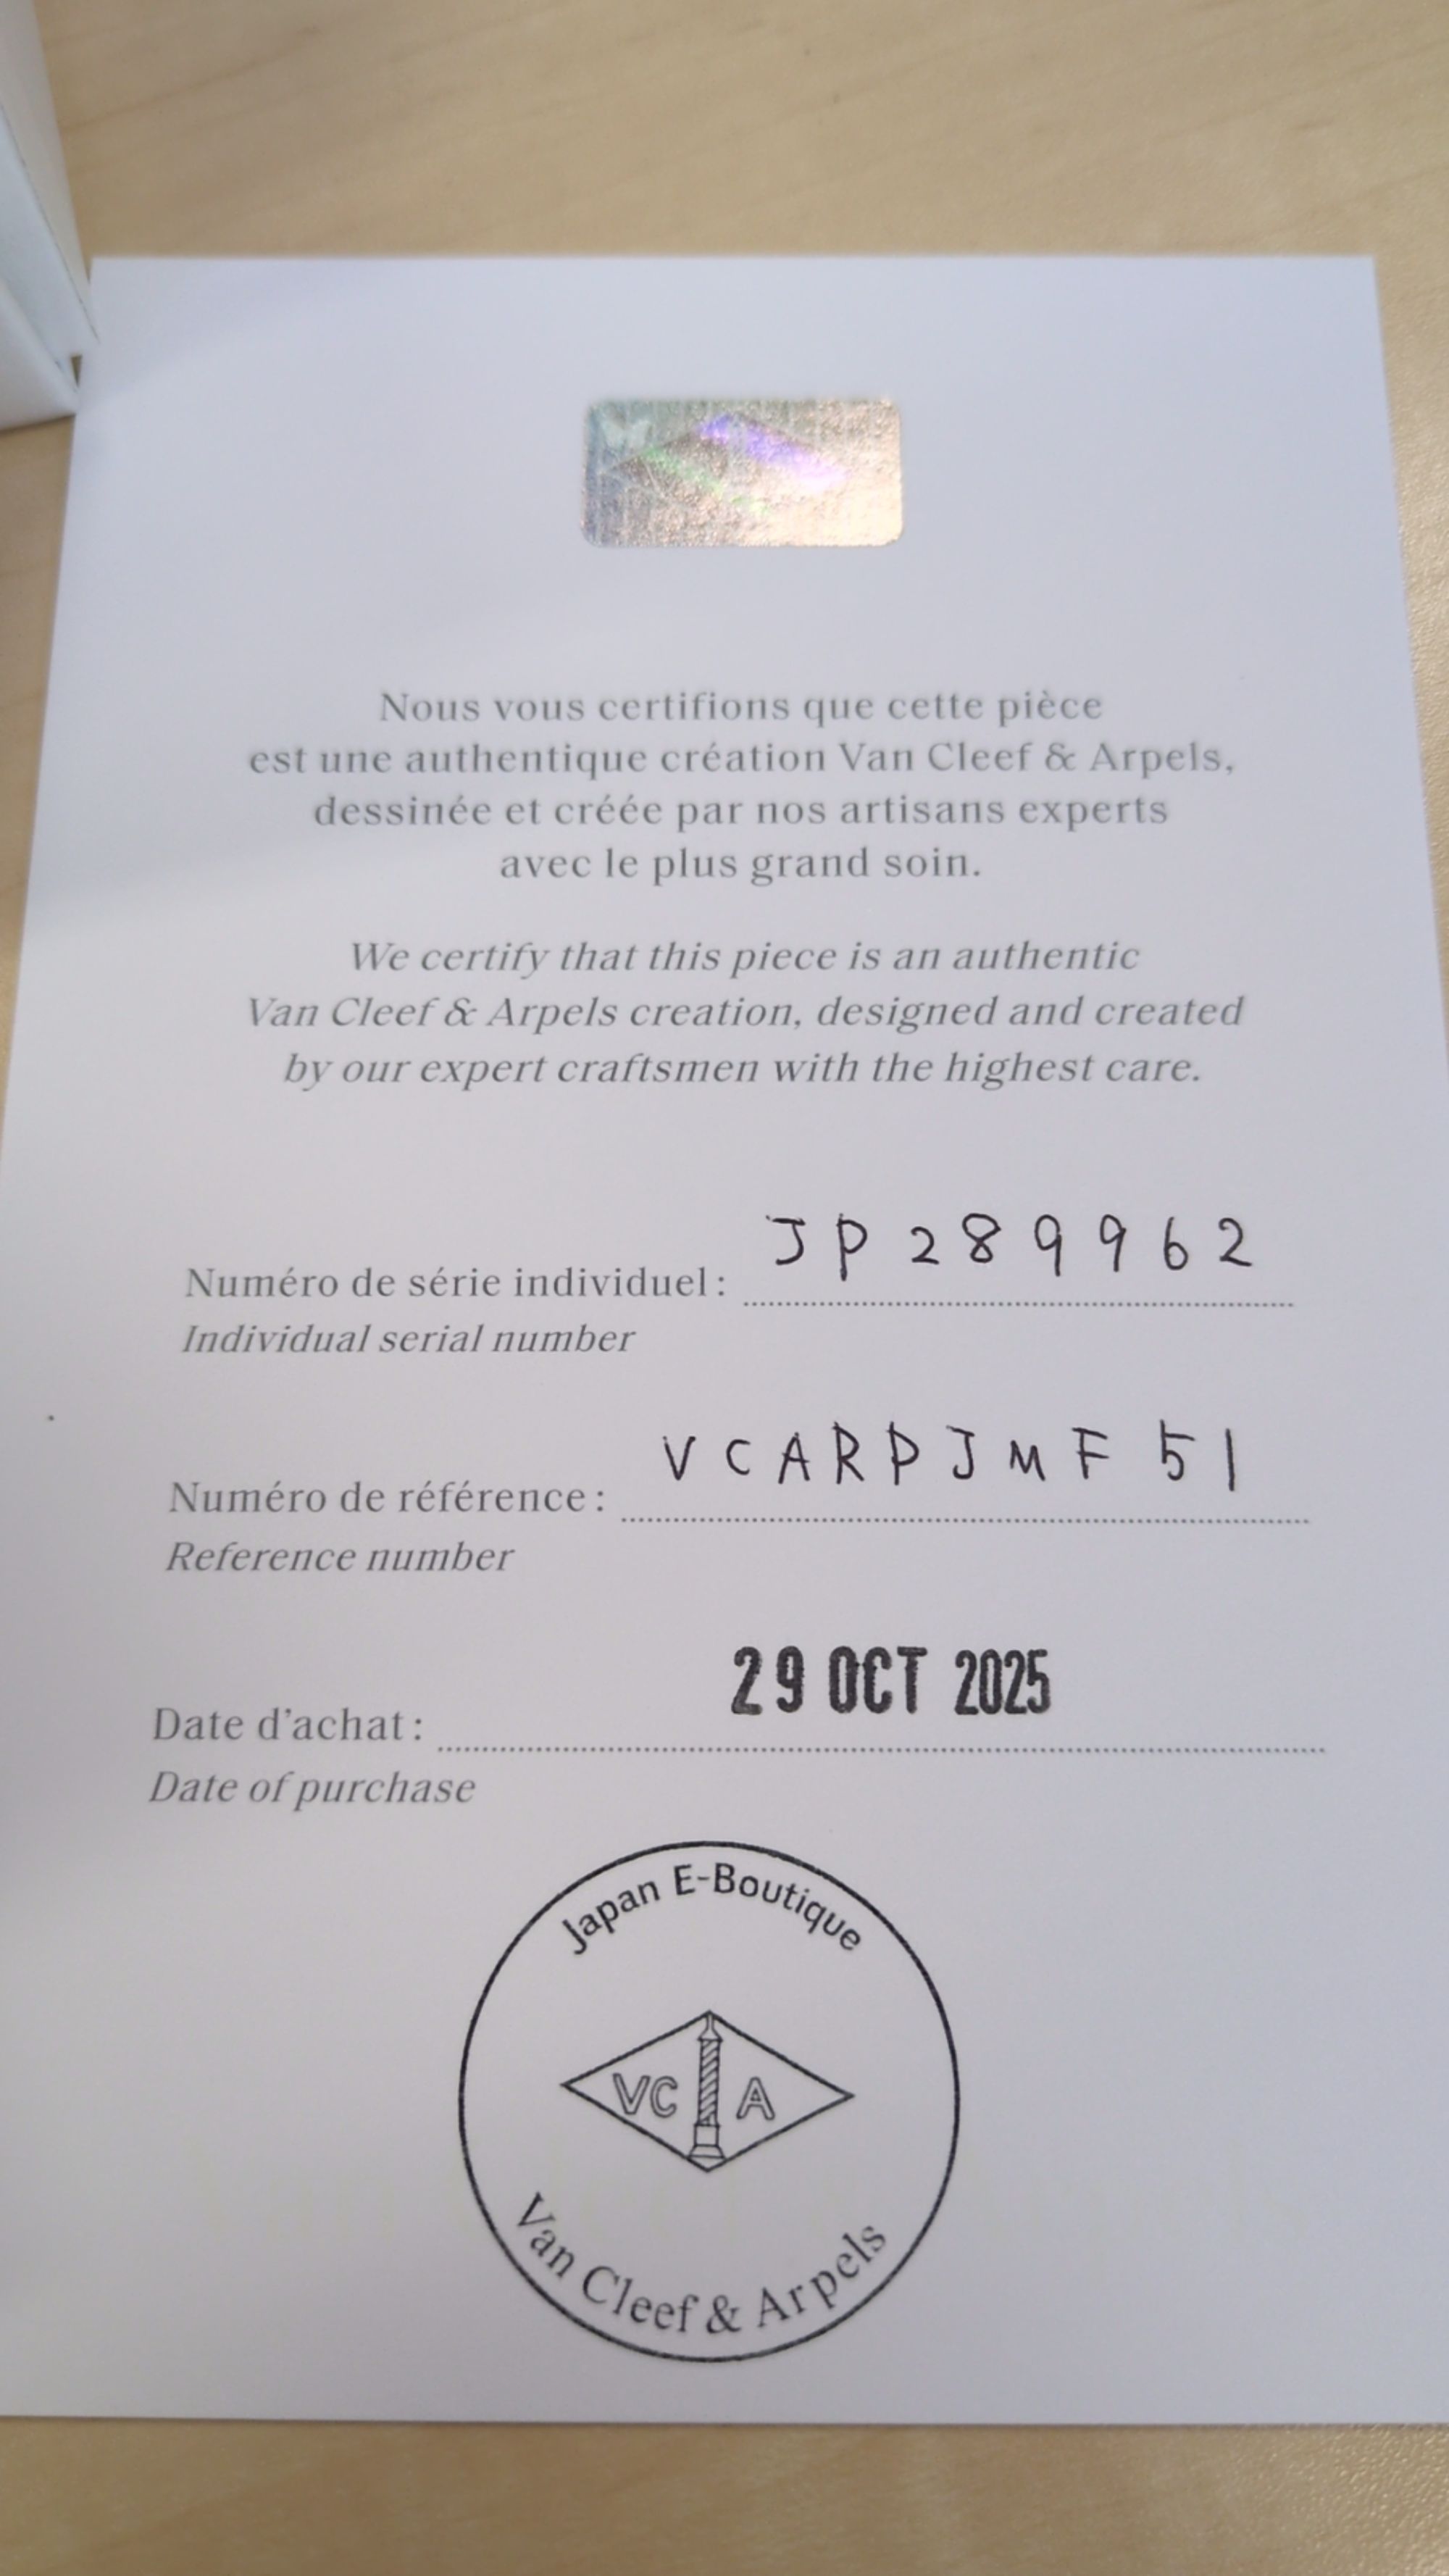 Nous vous certifions que cette pièce
est une authentique création Van Cleef & Arpels,
dessinée et créée par nos artisans experts
avec le plus grand soin.
We certify that this piece is an authentic
Van Cleef & Arpels creation, designed and created
by our expert craftsmen with the highest care.
Numéro de série individuel : JP289962
Individual serial number
Numéro de référence : VCARPJMF51
Reference number
Date d'achat : 29 OCT 2025
Date of purchase
Japan E-Boutique
VC A
Van Cleef & Arpels